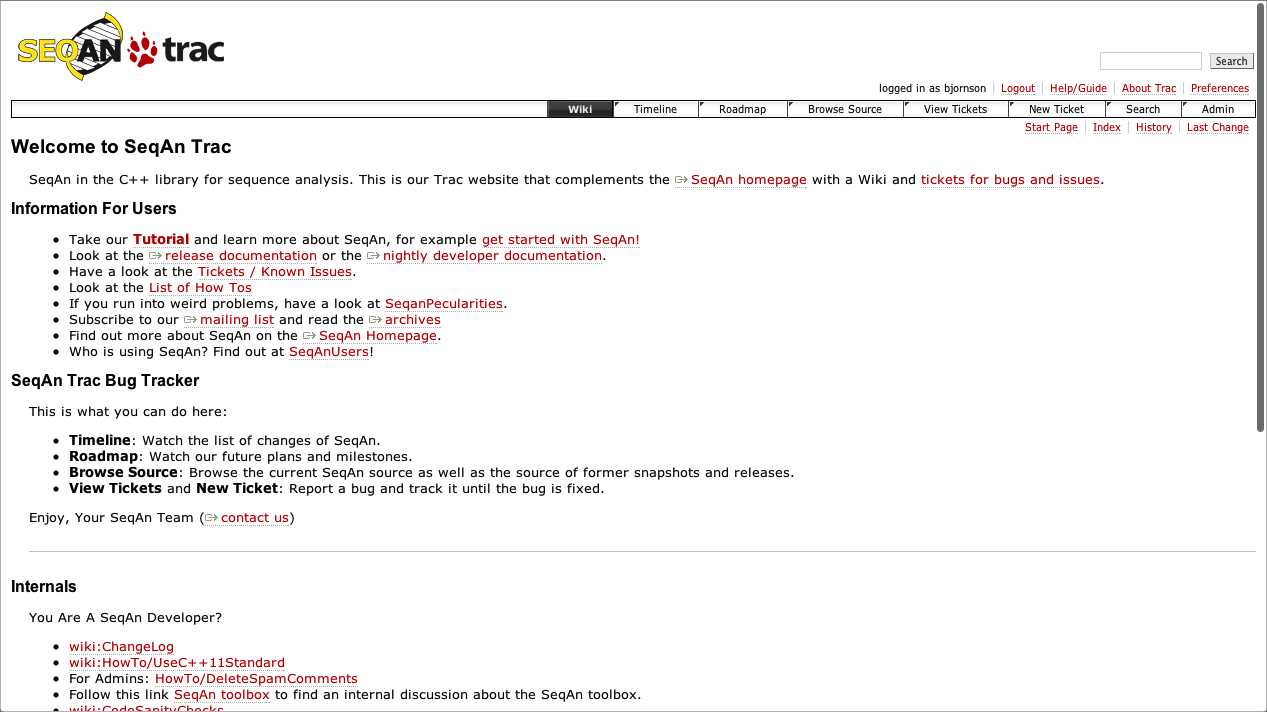 SEQAN trac
Search
logged in as bjornson Logout Help/Guide About Trac Preferences
Wiki Timeline Roadmap Browse Source View Tickets New Ticket Search Admin
Start Page Index History Last Change
Welcome to SeqAn Trac
SeqAn in the C++ library for sequence analysis. This is our Trac website that complements the SeqAn homepage with a Wiki and tickets for bugs and issues.
Information For Users
Take our Tutorial and learn more about SeqAn, for example get started with SeqAn!
Look at the release documentation or the nightly developer documentation.
Have a look at the Tickets / Known Issues.
Look at the List of How Tos
If you run into weird problems, have a look at SeqanPecularities.
Subscribe to our mailing list and read the archives
Find out more about SeqAn on the SeqAn Homepage.
Who is using SeqAn? Find out at SeqAnUsers!
SeqAn Trac Bug Tracker
This is what you can do here:
Timeline: Watch the list of changes of SeqAn.
Roadmap: Watch our future plans and milestones.
Browse Source: Browse the current SeqAn source as well as the source of former snapshots and releases.
View Tickets and New Ticket: Report a bug and track it until the bug is fixed.
Enjoy, Your SeqAn Team (contact us)
Internals
You Are A SeqAn Developer?
wiki:ChangeLog
wiki:HowTo/UseC++11Standard
For Admins: HowTo/DeleteSpamComments
Follow this link SeqAn toolbox to find an internal discussion about the SeqAn toolbox.
wiki:CodeSanityChecks